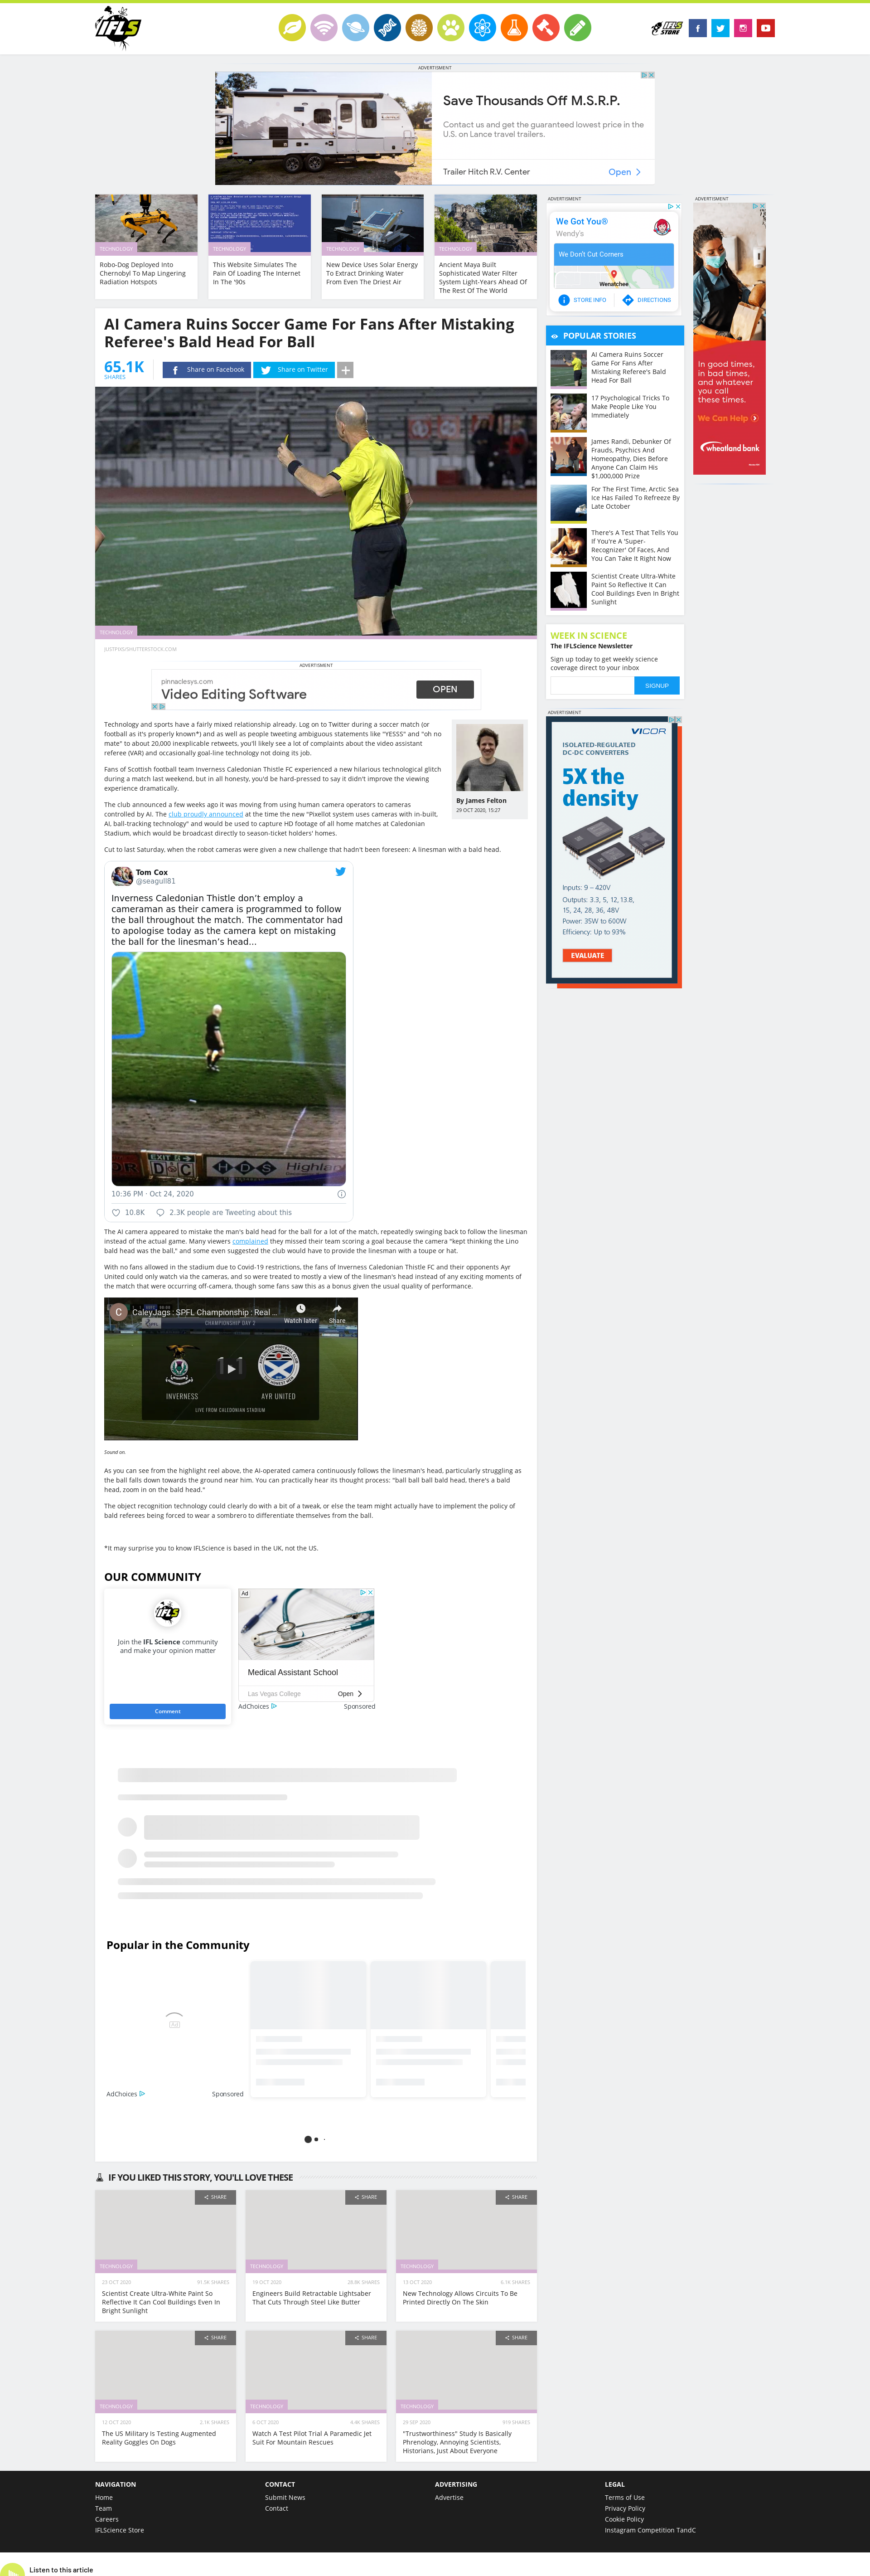 IFLS
IFLS STORE
ADVERTISMENT
Save Thousands Off M.S.R.P.
Contact us and get the guaranteed lowest price in the
U.S. on Lance travel trailers.
Trailer Hitch R.V. Center
Open
TECHNOLOGY
Robo-Dog Deployed Into
Chernobyl To Map Lingering
Radiation Hotspots
TECHNOLOGY
This Website Simulates The
Pain Of Loading The Internet
In The '90s
TECHNOLOGY
New Device Uses Solar Energy
To Extract Drinking Water
From Even The Driest Air
TECHNOLOGY
Ancient Maya Built
Sophisticated Water Filter
System Light-Years Ahead Of
The Rest Of The World
AI Camera Ruins Soccer Game For Fans After Mistaking
Referee's Bald Head For Ball
65.1K
SHARES
Share on Facebook
Share on Twitter
TECHNOLOGY
JUSTPIXS/SHUTTERSTOCK.COM
ADVERTISMENT
pinnaclesys.com
Video Editing Software
OPEN
Technology and sports have a fairly mixed relationship already. Log on to Twitter during a soccer match (or
football as it's properly known*) and as well as people tweeting ambiguous statements like "YESSS" and "oh no
mate" to about 20,000 inexplicable retweets, you'll likely see a lot of complaints about the video assistant
referee (VAR) and occasionally goal-line technology not doing its job.
Fans of Scottish football team Inverness Caledonian Thistle FC experienced a new hilarious technological glitch
during a match last weekend, but in all honesty, you'd be hard-pressed to say it didn't improve the viewing
experience dramatically.
The club announced a few weeks ago it was moving from using human camera operators to cameras
controlled by AI. The club proudly announced at the time the new "Pixellot system uses cameras with in-built,
AI, ball-tracking technology" and would be used to capture HD footage of all home matches at Caledonian
Stadium, which would be broadcast directly to season-ticket holders' homes.
Cut to last Saturday, when the robot cameras were given a new challenge that hadn't been foreseen: A linesman with a bald head.
By James Felton
29 OCT 2020, 15:27
Tom Cox
@seagull81
Inverness Caledonian Thistle don't employ a
cameraman as their camera is programmed to follow
the ball throughout the match. The commentator had
to apologise today as the camera kept on mistaking
the ball for the linesman's head...
EXIT
D C
HDS
Highlan
10:36 PM · Oct 24, 2020
10.8K
2.3K people are Tweeting about this
The AI camera appeared to mistake the man's bald head for the ball for a lot of the match, repeatedly swinging back to follow the linesman
instead of the actual game. Many viewers complained they missed their team scoring a goal because the camera "kept thinking the Lino
bald head was the ball," and some even suggested the club would have to provide the linesman with a toupe or hat.
With no fans allowed in the stadium due to Covid-19 restrictions, the fans of Inverness Caledonian Thistle FC and their opponents Ayr
United could only watch via the cameras, and so were treated to mostly a view of the linesman's head instead of any exciting moments of
the match that were occurring off-camera, though some fans saw this as a bonus given the usual quality of performance.
C
CaleyJags : SPFL Championship : Real ...
Watch later
Share
CHAMPIONSHIP DAY 2
1 1
INVERNESS
AYR UNITED
LIVE FROM CALEDONIAN STADIUM
Sound on.
As you can see from the highlight reel above, the AI-operated camera continuously follows the linesman's head, particularly struggling as
the ball falls down towards the ground near him. You can practically hear its thought process: "ball ball ball bald head, there's a bald
head, zoom in on the bald head."
The object recognition technology could clearly do with a bit of a tweak, or else the team might actually have to implement the policy of
bald referees being forced to wear a sombrero to differentiate themselves from the ball.
*It may surprise you to know IFLScience is based in the UK, not the US.
OUR COMMUNITY
IFLS
Join the IFL Science community
and make your opinion matter
Comment
Ad
Medical Assistant School
Las Vegas College
Open
AdChoices
Sponsored
Popular in the Community
Ad
AdChoices
Sponsored
IF YOU LIKED THIS STORY, YOU'LL LOVE THESE
SHARE
TECHNOLOGY
23 OCT 2020
91.5K SHARES
Scientist Create Ultra-White Paint So
Reflective It Can Cool Buildings Even In
Bright Sunlight
SHARE
TECHNOLOGY
19 OCT 2020
28.8K SHARES
Engineers Build Retractable Lightsaber
That Cuts Through Steel Like Butter
SHARE
TECHNOLOGY
13 OCT 2020
6.1K SHARES
New Technology Allows Circuits To Be
Printed Directly On The Skin
SHARE
TECHNOLOGY
12 OCT 2020
2.1K SHARES
The US Military Is Testing Augmented
Reality Goggles On Dogs
SHARE
TECHNOLOGY
6 OCT 2020
4.4K SHARES
Watch A Test Pilot Trial A Paramedic Jet
Suit For Mountain Rescues
SHARE
TECHNOLOGY
29 SEP 2020
919 SHARES
"Trustworthiness" Study Is Basically
Phrenology, Annoying Scientists,
Historians, Just About Everyone
ADVERTISMENT
We Got You®
Wendy's
We Don't Cut Corners
Wenatchee
STORE INFO
DIRECTIONS
POPULAR STORIES
AI Camera Ruins Soccer
Game For Fans After
Mistaking Referee's Bald
Head For Ball
17 Psychological Tricks To
Make People Like You
Immediately
James Randi, Debunker Of
Frauds, Psychics And
Homeopathy, Dies Before
Anyone Can Claim His
$1,000,000 Prize
For The First Time, Arctic Sea
Ice Has Failed To Refreeze By
Late October
There's A Test That Tells You
If You're A 'Super-
Recognizer' Of Faces, And
You Can Take It Right Now
Scientist Create Ultra-White
Paint So Reflective It Can
Cool Buildings Even In Bright
Sunlight
WEEK IN SCIENCE
The IFLScience Newsletter
Sign up today to get weekly science
coverage direct to your inbox
SIGNUP
ADVERTISMENT
VICOR
ISOLATED-REGULATED
DC-DC CONVERTERS
5X the
density
Inputs: 9 – 420V
Outputs: 3.3, 5, 12, 13.8,
15, 24, 28, 36, 48V
Power: 35W to 600W
Efficiency: Up to 93%
EVALUATE
ADVERTISMENT
In good times,
in bad times,
and whatever
you call
these times.
We Can Help
wheatland bank
NAVIGATION
Home
Team
Careers
IFLScience Store
CONTACT
Submit News
Contact
ADVERTISING
Advertise
LEGAL
Terms of Use
Privacy Policy
Cookie Policy
Instagram Competition TandC
Listen to this article